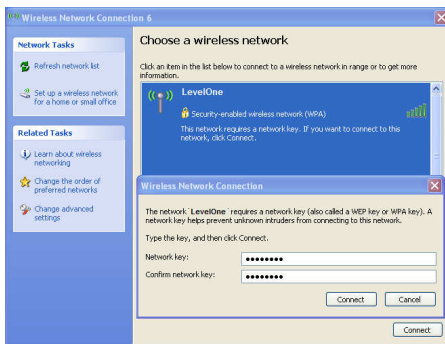 Wireless Network Connection 6
Network Tasks
Refresh network list
Set up a wireless network
for a home or small office
Related Tasks
Learn about wireless
networking
Change the order of
preferred networks
Change advanced
settings
Choose a wireless network
Click an item in the list below to connect to a wireless network in range or to get more
information.
LevelOne
Security-enabled wireless network (WPA)
This network requires a network key. If you want to connect to this
network, click Connect.
Wireless Network Connection
The network 'LevelOne' requires a network key (also called a WEP key or WPA key). A
network key helps prevent unknown intruders from connecting to this network.
Type the key, and then click Connect.
Network key: ●●●●●●●●
Confirm network key: ●●●●●●●●
Connect Cancel
Connect